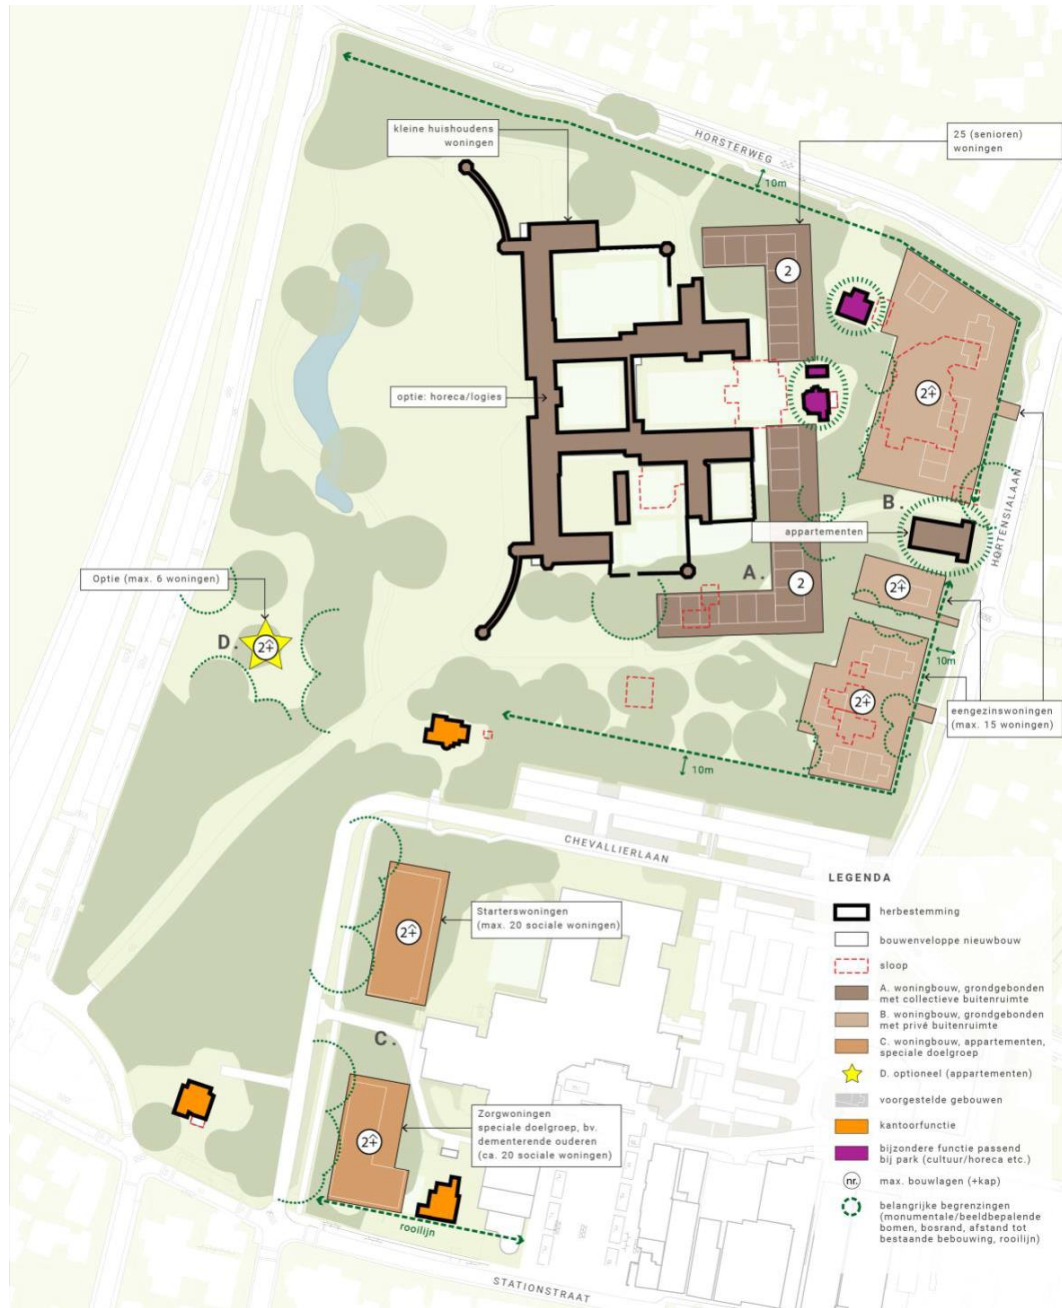 HORSTERWEG
kleine huishoudens
woningen
25 (senioren)
woningen
10m
2
optie: horeca/logies
2+
HORTENSIALAAN
B.
appartementen
Optie (max. 6 woningen)
A.
2
2+
D.
2+
10m
2+
eengezinswoningen
(max. 15 woningen)
10m
CHEVALLIERLAAN
Starterswoningen
(max. 20 sociale woningen)
2+
C.
Zorgwoningen
speciale doelgroep, bv.
dementerende ouderen
(ca. 20 sociale woningen)
2+
rooilijn
STATIONSTRAAT
LEGENDA
herbestemming
bouwenveloppe nieuwbouw
sloop
A. woningbouw, grondgebonden
met collectieve buitenruimte
B. woningbouw, grondgebonden
met privé buitenruimte
C. woningbouw, appartementen,
speciale doelgroep
D. optioneel (appartementen)
voorgestelde gebouwen
kantoorfunctie
bijzondere functie passend
bij park (cultuur/horeca etc.)
nr. max. bouwlagen (+kap)
belangrijke begrenzingen
(monumentale/beeldbepalende
bomen, bosrand, afstand tot
bestaande bebouwing, rooilijn)